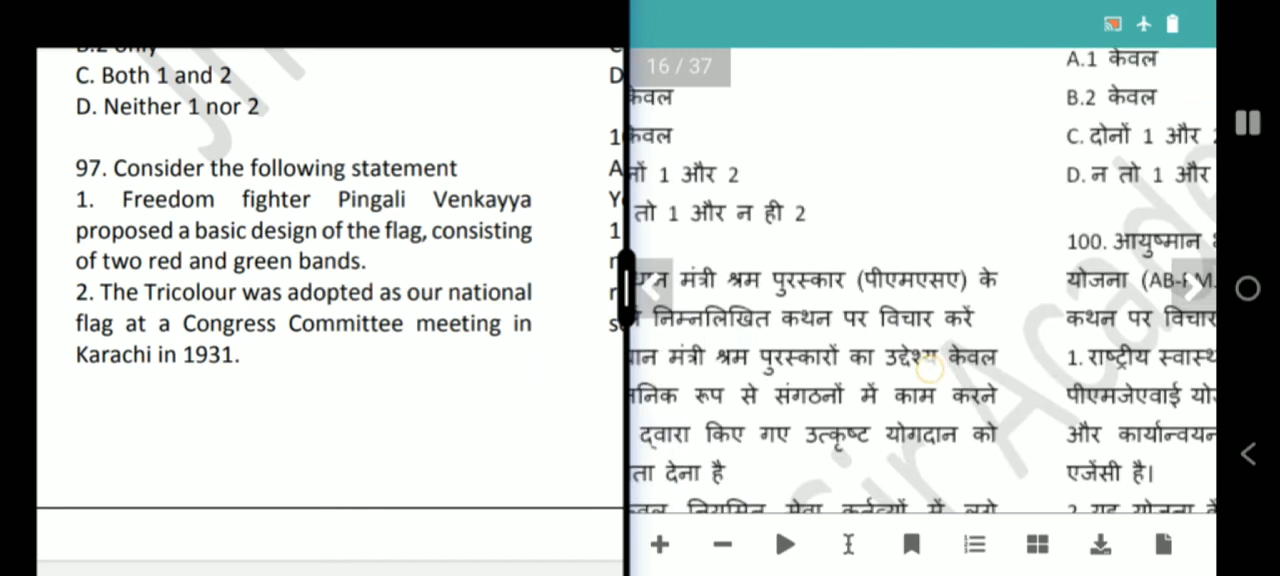 C. Both 1 and 2
D. Neither 1 nor 2
97. Consider the following statement
1. Freedom fighter Pingali Venkayya
proposed a basic design of the flag, consisting
of two red and green bands.
2. The Tricolour was adopted as our national
flag at a Congress Committee meeting in
Karachi in 1931.
16 / 37
केवल
केवल
1 और 2
तो 1 और न ही 2
मंत्री श्रम पुरस्कार (पीएमएसए) के
निम्नलिखित कथन पर विचार करें
मंत्री श्रम पुरस्कारों का उद्देश्य केवल
रूप से संगठनों में काम करने
द्वारा किए गए उत्कृष्ट योगदान को
देना है
A.1 केवल
B.2 केवल
C. दोनों 1 और
D. न तो 1 और
100. आयुष्मान
योजना
कथन पर विचार
1. राष्ट्रीय
पीएमजेएवाई
और
एजेंसी है।